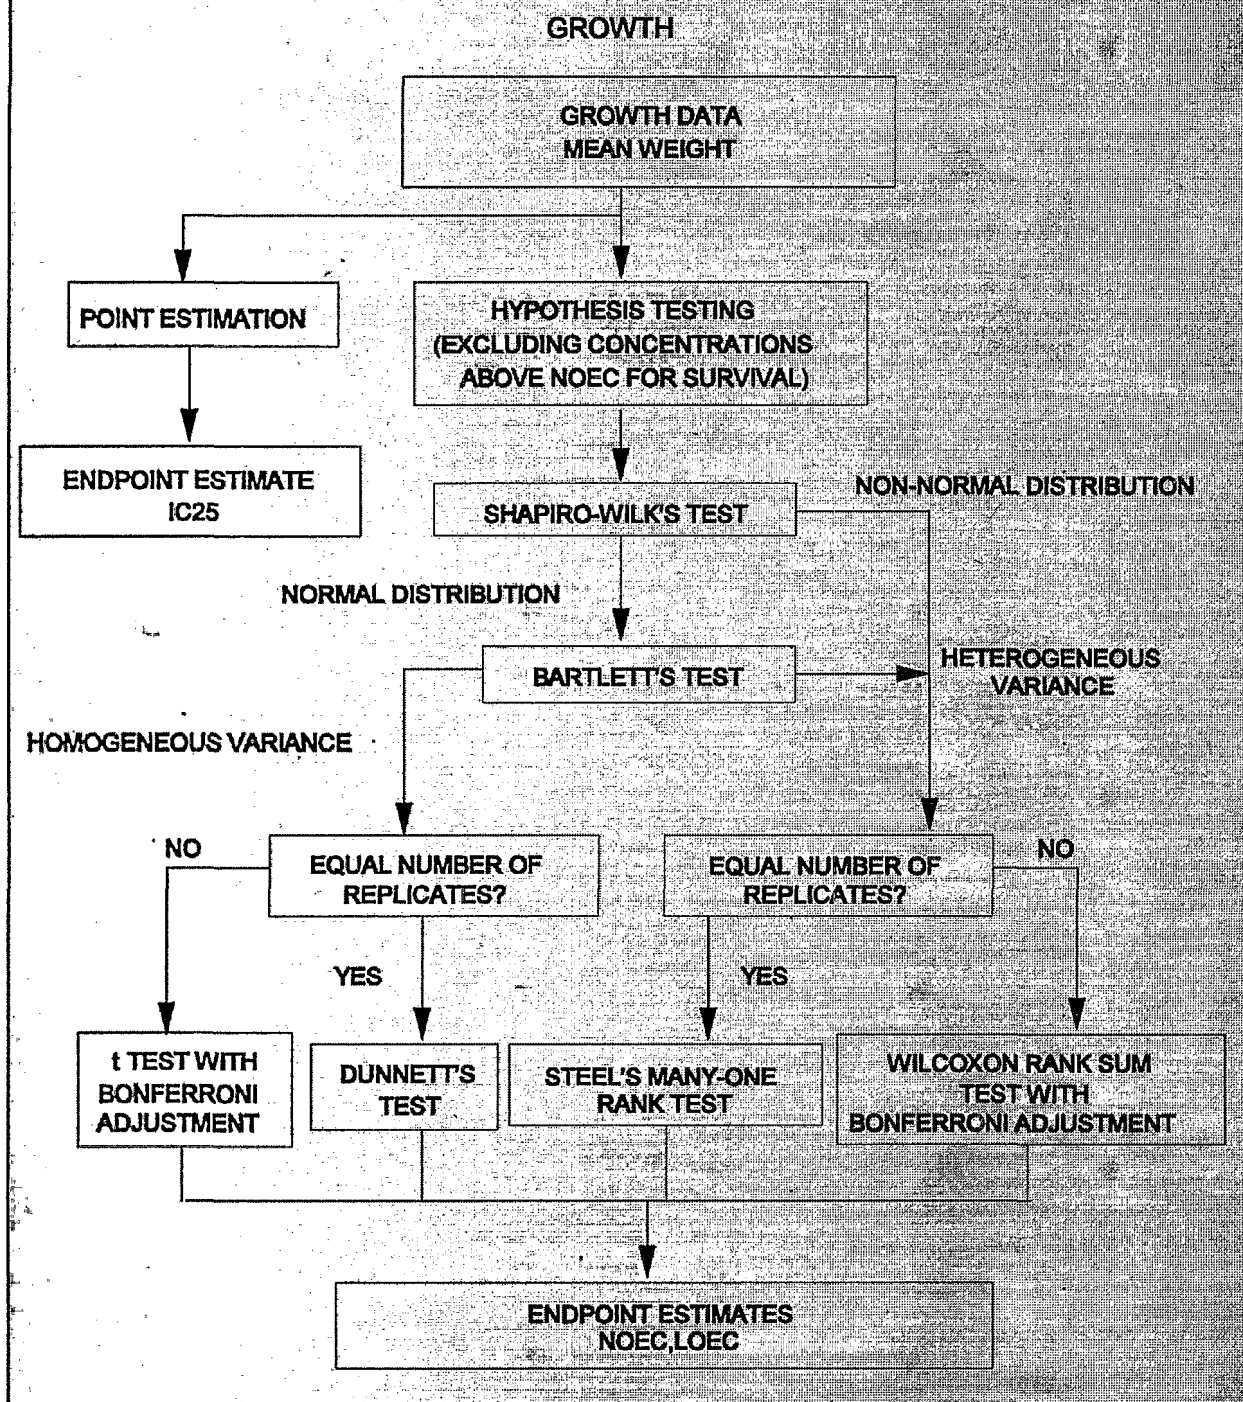 GROWTH
GROWTH DATA
MEAN WEIGHT
POINT ESTIMATION
HYPOTHESIS TESTING
(EXCLUDING CONCENTRATIONS
ABOVE NOEC FOR SURVIVAL)
ENDPOINT ESTIMATE
IC25
SHAPIRO-WILK'S TEST
NON-NORMAL DISTRIBUTION
NORMAL DISTRIBUTION
BARTLETT'S TEST
HETEROGENEOUS
VARIANCE
HOMOGENEOUS VARIANCE
NO
EQUAL NUMBER OF
REPLICATES?
EQUAL NUMBER OF
REPLICATES?
NO
YES
YES
t TEST WITH
BONFERRONI
ADJUSTMENT
DUNNETT'S
TEST
STEEL'S MANY-ONE
RANK TEST
WILCOXON RANK SUM
TEST WITH
BONFERRONI ADJUSTMENT
ENDPOINT ESTIMATES
NOEC,LOEC